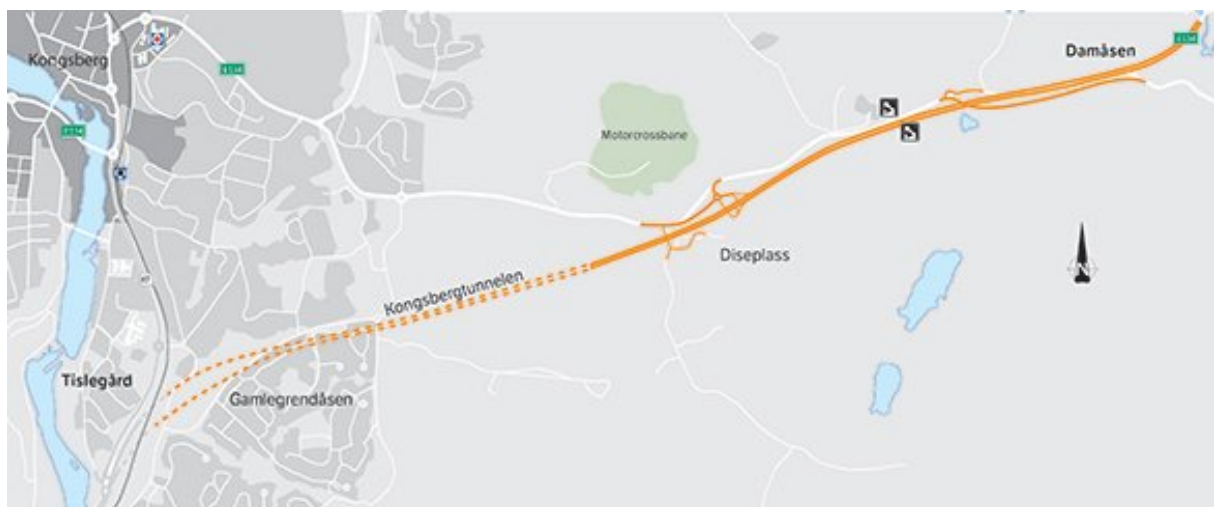 Kongsberg
E134
E134
E134
Damåsen
Motorcrossbane
Diseplass
Kongsbergtunnelen
Tislegård
Gamlegrendåsen
N